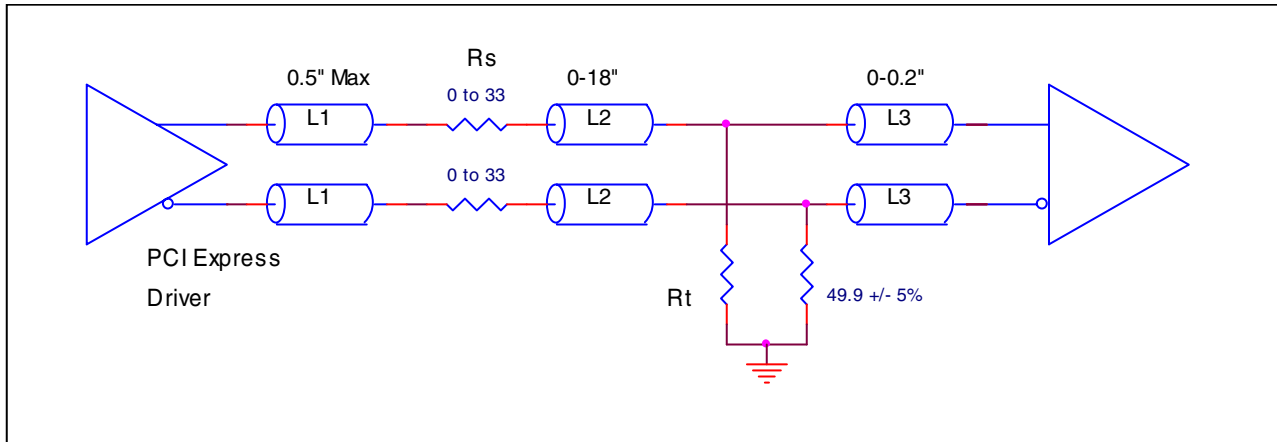 Rs
0.5" Max
0-18"
0-0.2"
0 to 33
L1
L2
L3
0 to 33
L1
L2
L3
PCI Express
Driver
Rt
49.9 +/- 5%